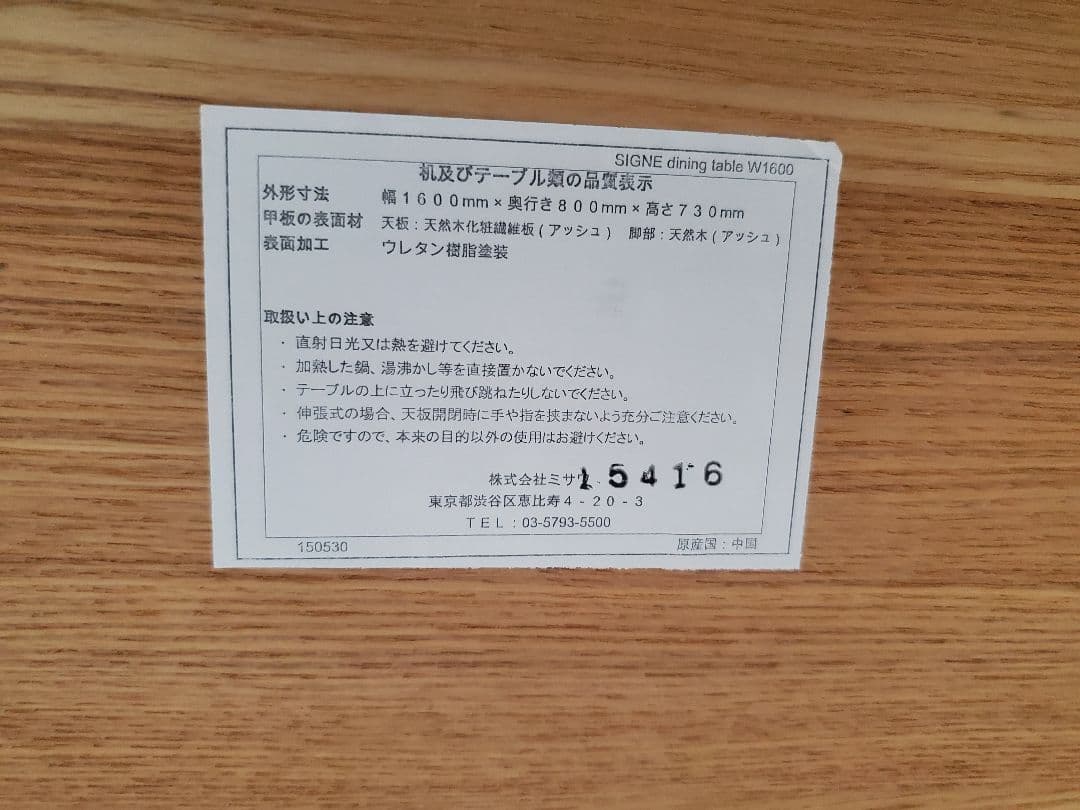 SIGNE dining table W1600
机及びテーブル類の品質表示
外形寸法 幅1600mm×奥行き800mm×高さ730mm
甲板の表面材 天板:天然木化粧繊維板(アッシュ) 脚部:天然木(アッシュ)
表面加工 ウレタン樹脂塗装
取扱い上の注意
・ 直射日光又は熱を避けてください。
・ 加熱した鍋、湯沸かし等を直接置かないでください。
・ テーブルの上に立ったり飛び跳ねたりしないでください。
・ 伸張式の場合、天板開閉時に手や指を挟まないよう充分ご注意ください。
・ 危険ですので、本来の目的以外の使用はお避けください。
株式会社ミサワ 15416
東京都渋谷区恵比寿4-20-3
TEL:03-5793-5500
150530 原産国:中国